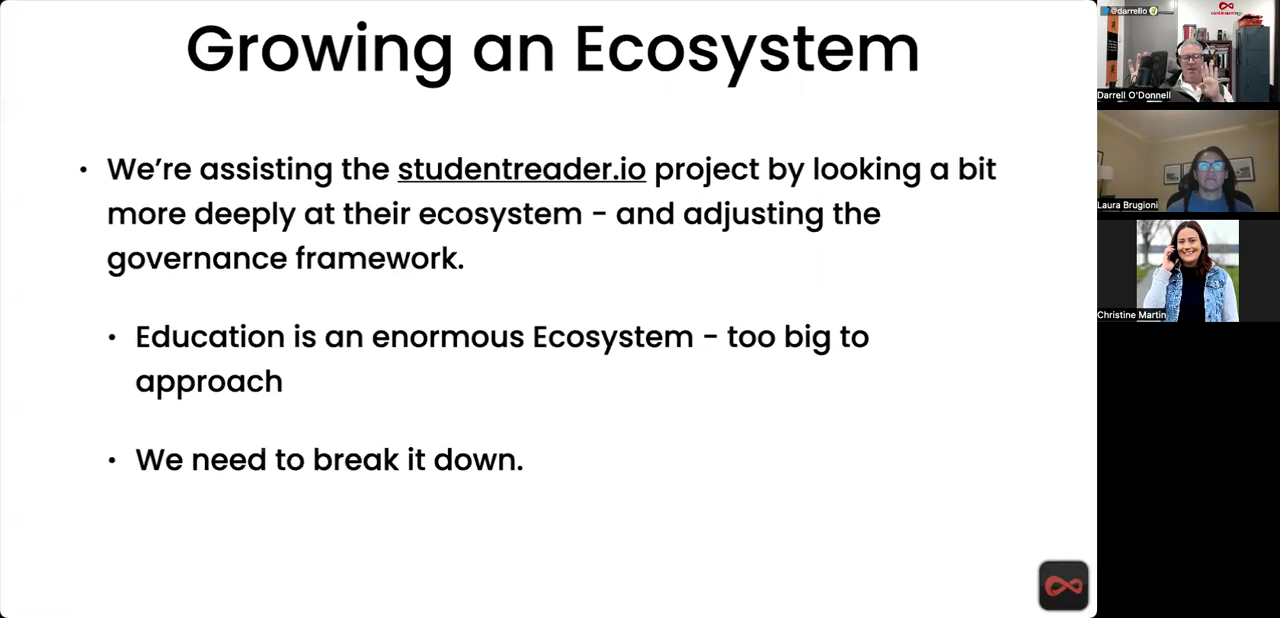 Growing an Ecosystem
• We’re assisting the studentreader.io project by looking a bit
more deeply at their ecosystem - and adjusting the
governance framework.
• Education is an enormous Ecosystem - too big to
approach
• We need to break it down.
@darrello
Darrell O'Donnell
Laura Brugioni
Christine Martin